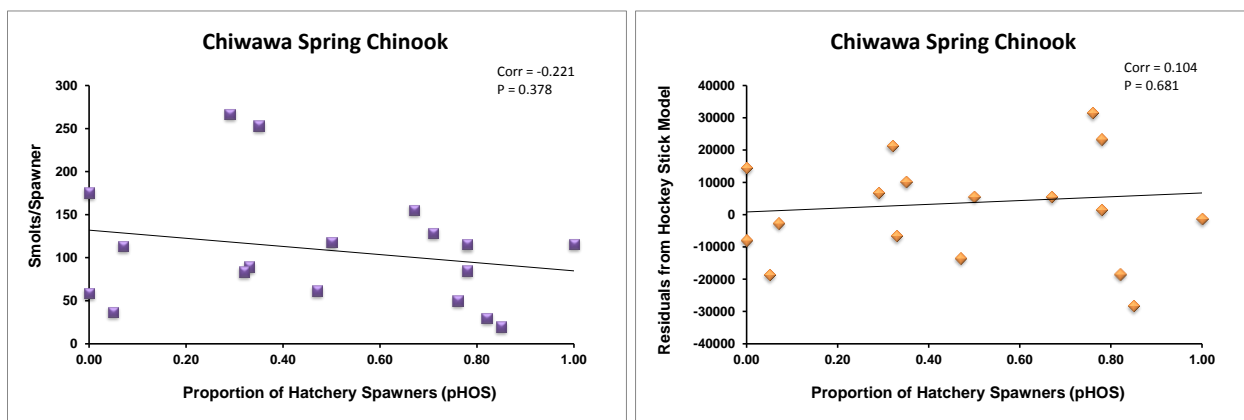 Chiwawa Spring Chinook
Corr = -0.221
P = 0.378
300
250
200
150
100
50
0
Smolts/Spawner
0.00 0.20 0.40 0.60 0.80 1.00
Proportion of Hatchery Spawners (pHOS)
Chiwawa Spring Chinook
Corr = 0.104
P = 0.681
40000
30000
20000
10000
0
-10000
-20000
-30000
-40000
Residuals from Hockey Stick Model
0.00 0.20 0.40 0.60 0.80 1.00
Proportion of Hatchery Spawners (pHOS)